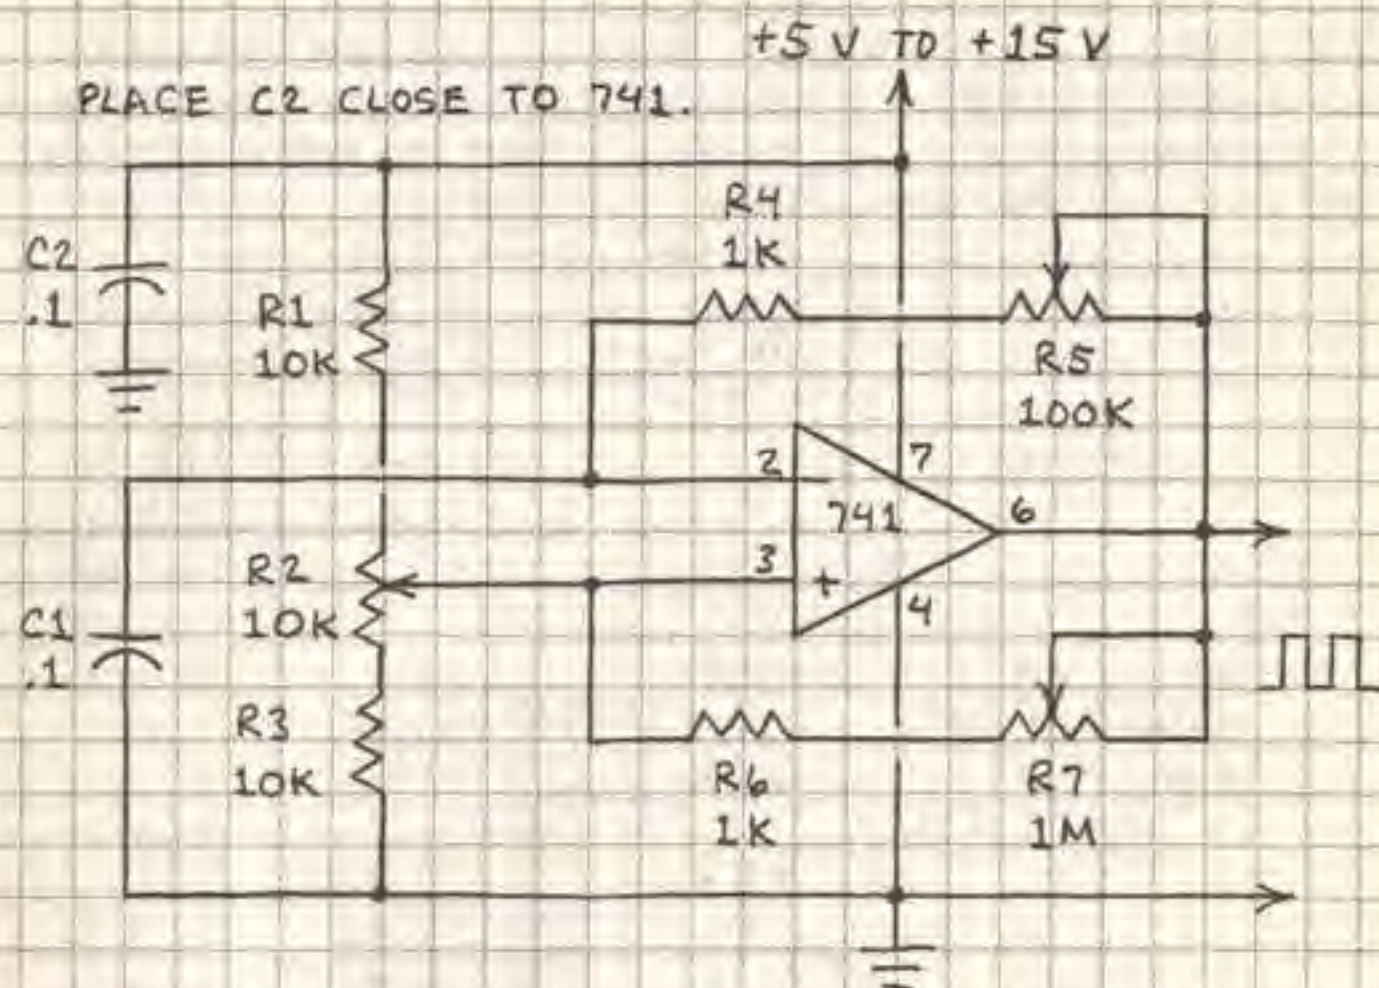 +5 V TO +15 V
PLACE C2 CLOSE TO 741.
R4
1K
C2
.1
R1
10K
R5
100K
2
7
741
6
3
+
4
R2
10K
C1
.1
R3
10K
R6
1K
R7
1M